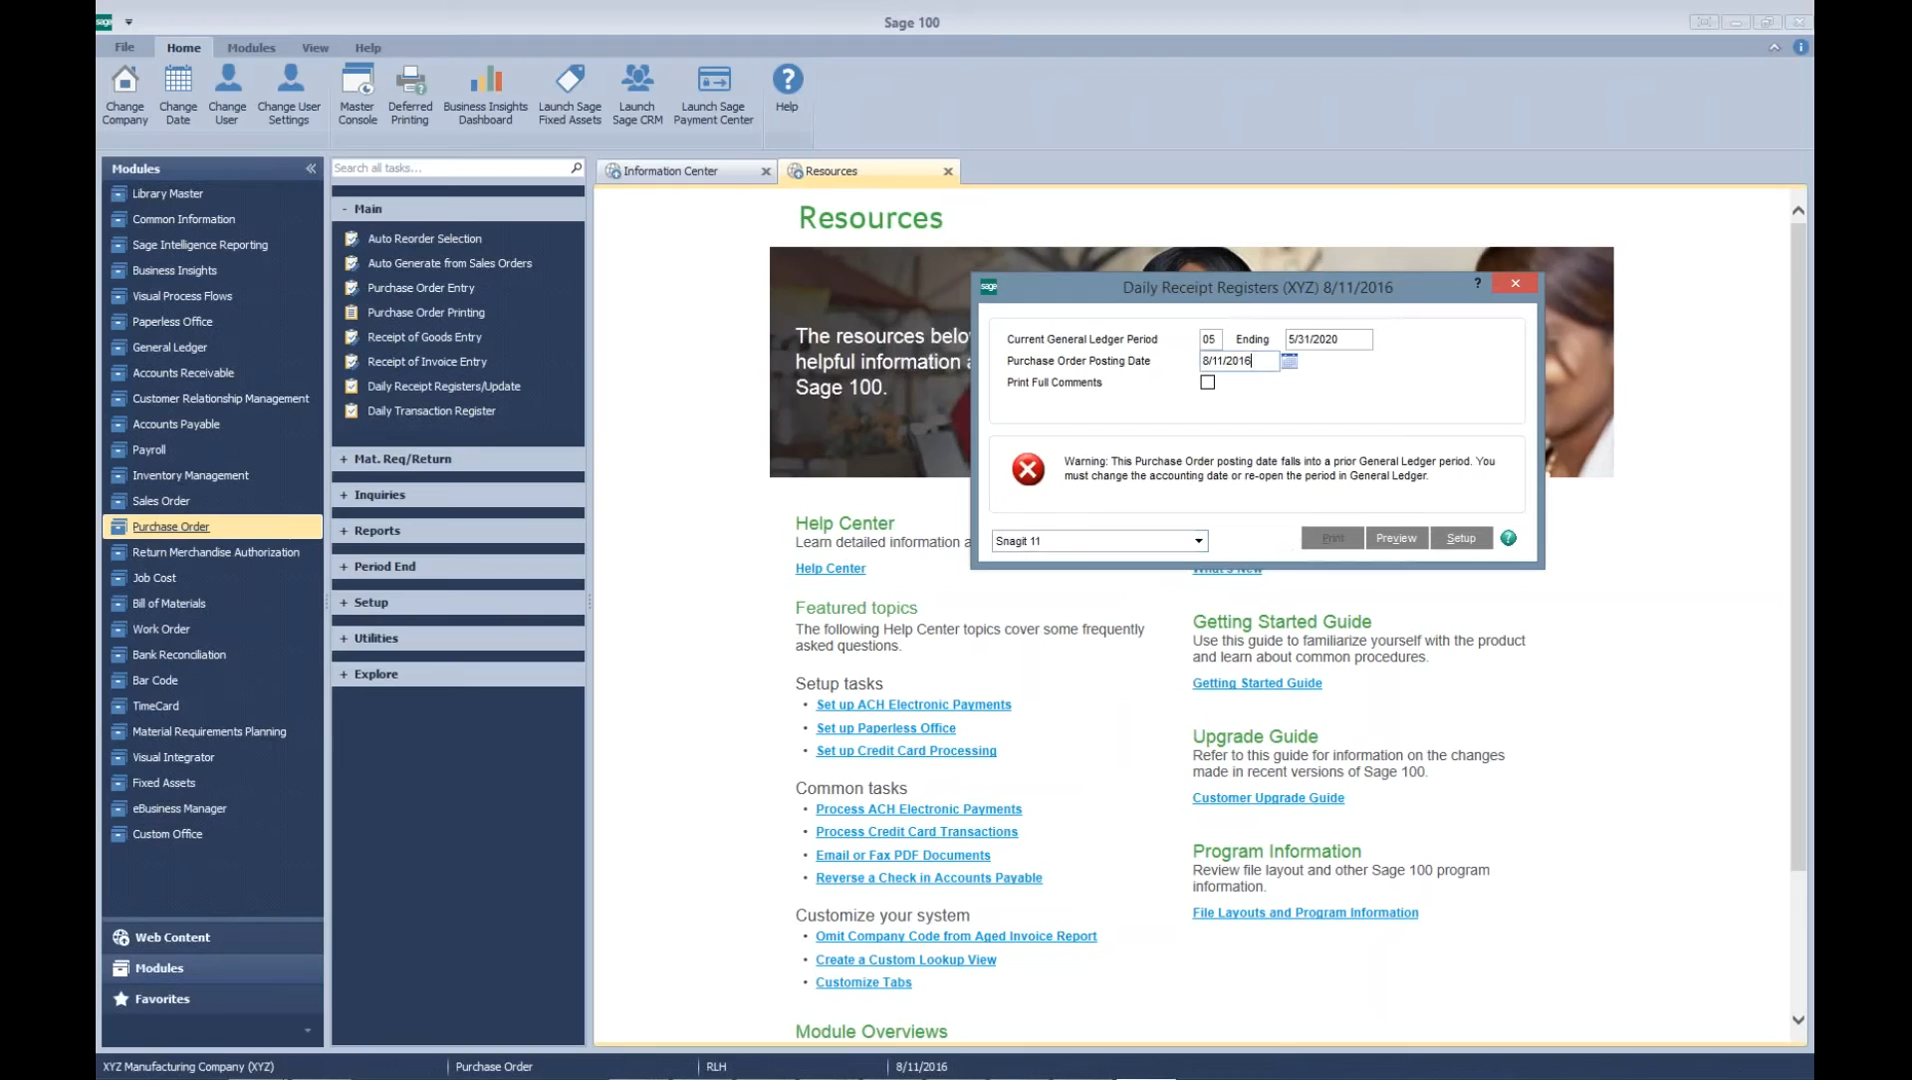 sage
Sage 100
File
Home
Modules
View
Help
Change
Company
Change
Date
Change
User
Change User
Settings
Master
Console
Deferred
Printing
Business Insights
Dashboard
Launch Sage
Fixed Assets
Launch
Sage CRM
Launch Sage
Payment Center
Help
Modules
Library Master
Common Information
Sage Intelligence Reporting
Business Insights
Visual Process Flows
Paperless Office
General Ledger
Accounts Receivable
Customer Relationship Management
Accounts Payable
Payroll
Inventory Management
Sales Order
Purchase Order
Return Merchandise Authorization
Job Cost
Bill of Materials
Work Order
Bank Reconciliation
Bar Code
TimeCard
Material Requirements Planning
Visual Integrator
Fixed Assets
eBusiness Manager
Custom Office
Web Content
Modules
Favorites
Search all tasks...
- Main
Auto Reorder Selection
Auto Generate from Sales Orders
Purchase Order Entry
Purchase Order Printing
Receipt of Goods Entry
Receipt of Invoice Entry
Daily Receipt Registers/Update
Daily Transaction Register
+ Mat. Req/Return
+ Inquiries
+ Reports
+ Period End
+ Setup
+ Utilities
+ Explore
Information Center
Resources
Resources
The resources belo
helpful information a
Sage 100.
sage
Daily Receipt Registers (XYZ) 8/11/2016
?
Current General Ledger Period 05 Ending 5/31/2020
Purchase Order Posting Date 8/11/2016
Print Full Comments
Warning: This Purchase Order posting date falls into a prior General Ledger period. You
must change the accounting date or re-open the period in General Ledger.
Snagit 11
Print
Preview
Setup
Help Center
Learn detailed information a
Help Center
What's New
Featured topics
The following Help Center topics cover some frequently
asked questions.
Setup tasks
• Set up ACH Electronic Payments
• Set up Paperless Office
• Set up Credit Card Processing
Common tasks
• Process ACH Electronic Payments
• Process Credit Card Transactions
• Email or Fax PDF Documents
• Reverse a Check in Accounts Payable
Customize your system
• Omit Company Code from Aged Invoice Report
• Create a Custom Lookup View
• Customize Tabs
Module Overviews
Getting Started Guide
Use this guide to familiarize yourself with the product
and learn about common procedures.
Getting Started Guide
Upgrade Guide
Refer to this guide for information on the changes
made in recent versions of Sage 100.
Customer Upgrade Guide
Program Information
Review file layout and other Sage 100 program
information.
File Layouts and Program Information
XYZ Manufacturing Company (XYZ)
Purchase Order
RLH
8/11/2016